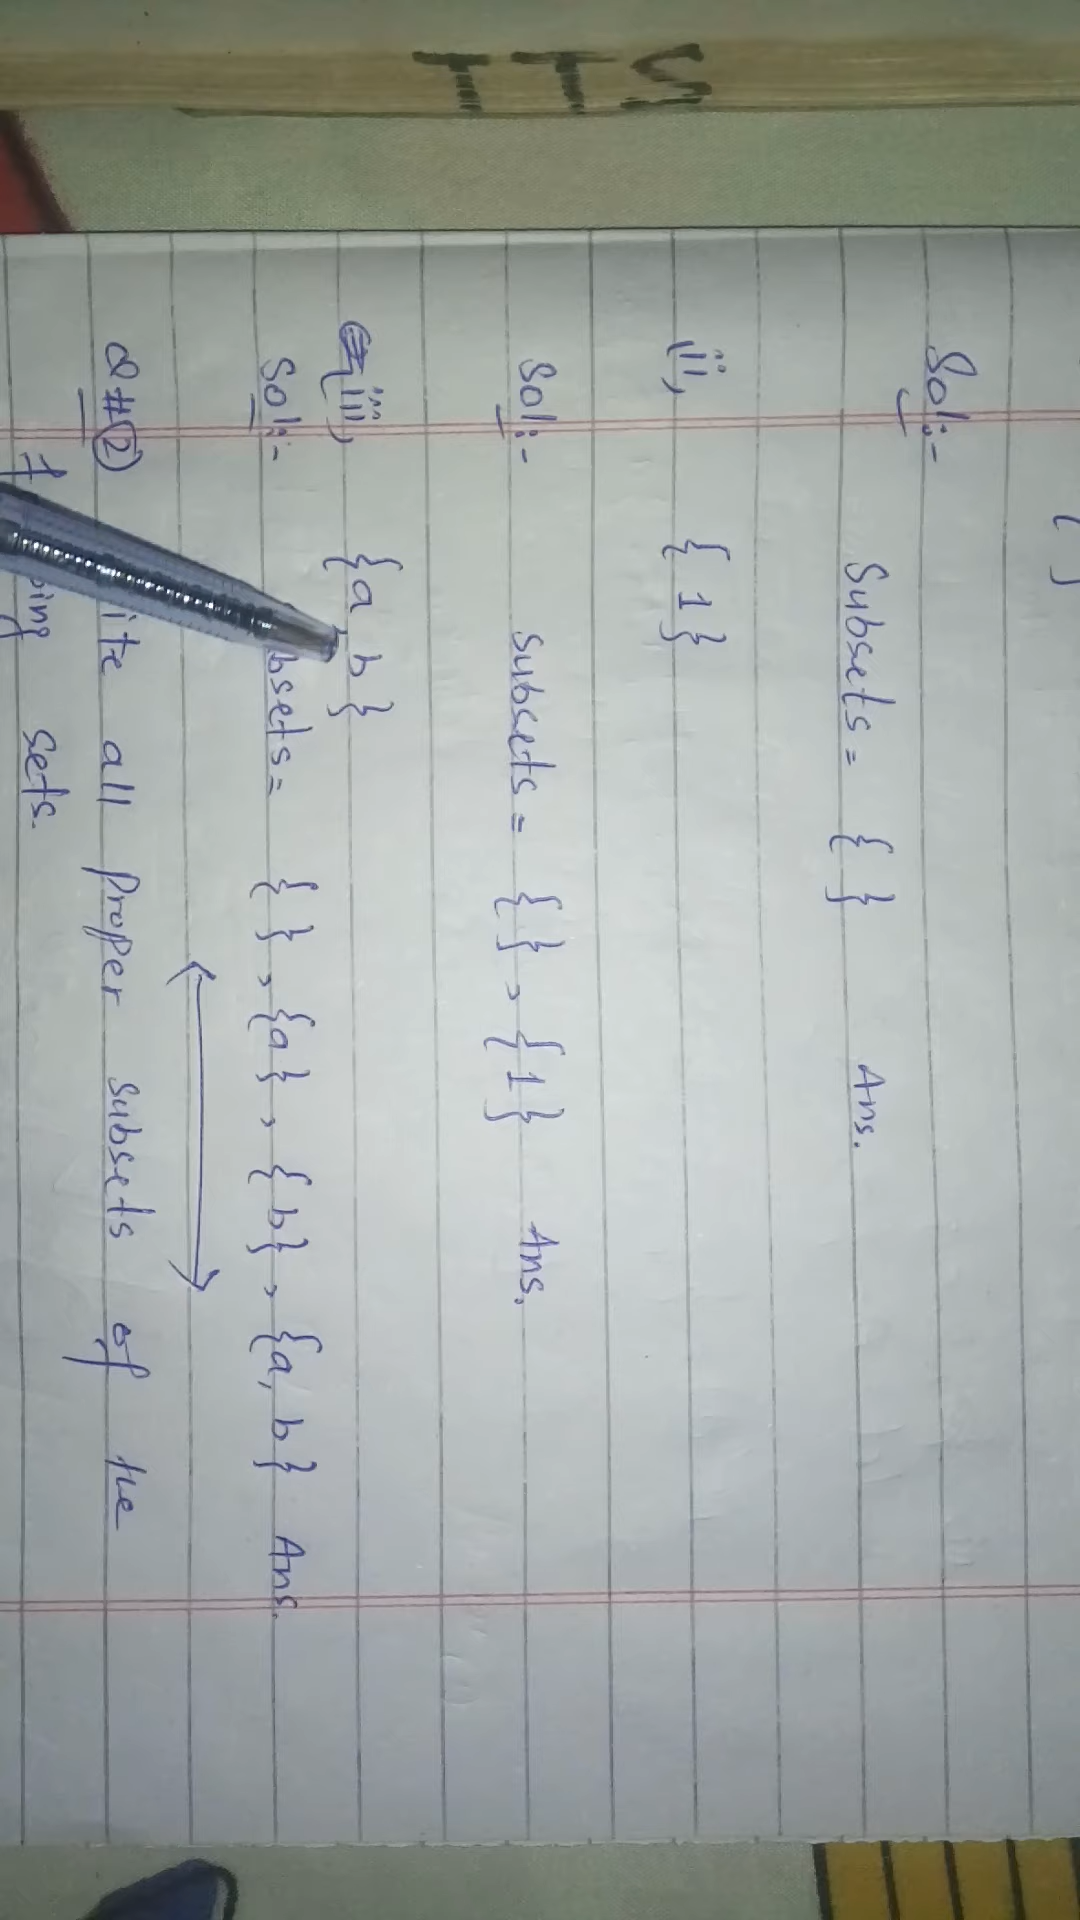 TTS
{ }
Sol:-
Subsets = { } Ans.
ii, { 1 }
Sol:-
Subsets = { } , { 1 } Ans.
iii, { a b }
Sol:-
bsets = { } , {a} , { b} , {a, b } Ans.
Q#2 ite all Proper subsets of the
sets.